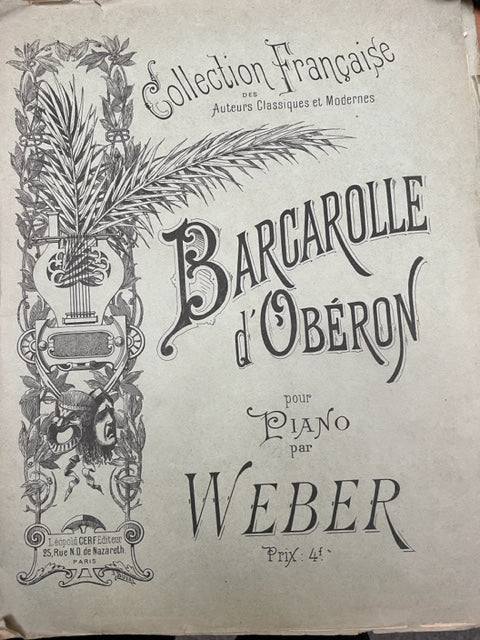 Collection Française
DES
Auteurs Classiques et Modernes
BARCAROLLE
d'OBÉRON
pour
PIANO
par
WEBER
Prix : 4f.
Léopold CERF Editeur
25, Rue N.D. de Nazareth
PARIS